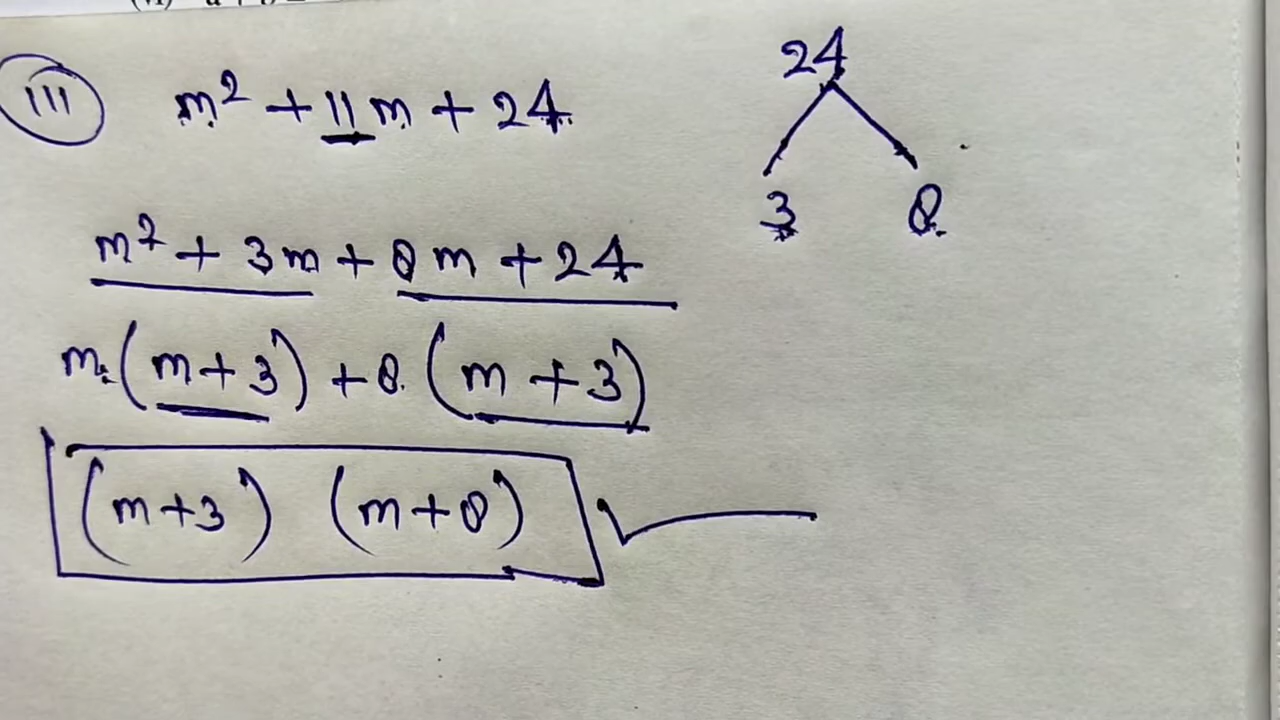 III m² + 11m + 24
24
3 8
m² + 3m + 8m + 24
m(m+3) + 8(m+3)
(m+3) (m+8)